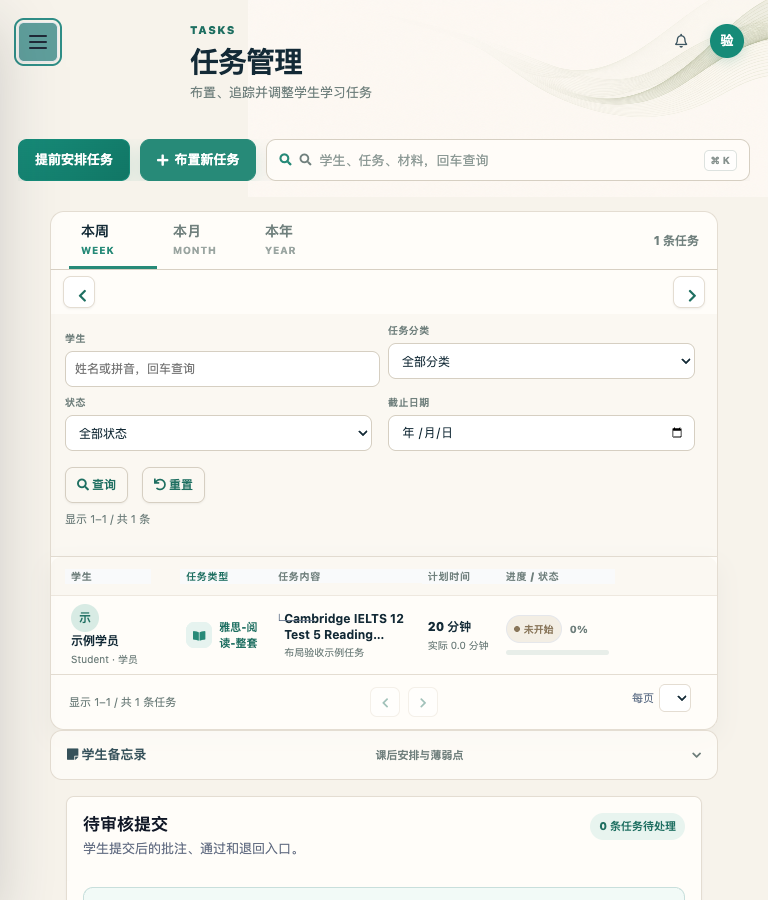 TASKS
任务管理
布置、追踪并调整学生学习任务
验
提前安排任务
布置新任务
学生、任务、材料，回车查询
⌘ K
本周
WEEK
本月
MONTH
本年
YEAR
1 条任务
学生
姓名或拼音，回车查询
任务分类
全部分类
状态
全部状态
截止日期
年 /月/日
查询
重置
显示 1–1 / 共 1 条
学生
任务类型
任务内容
计划时间
进度 / 状态
示
示例学员
Student · 学员
雅思-阅
读-整套
Cambridge IELTS 12
Test 5 Reading...
布局验收示例任务
20 分钟
实际 0.0 分钟
未开始
0%
显示 1–1 / 共 1 条任务
每页
学生备忘录
课后安排与薄弱点
待审核提交
学生提交后的批注、通过和退回入口。
0 条任务待处理